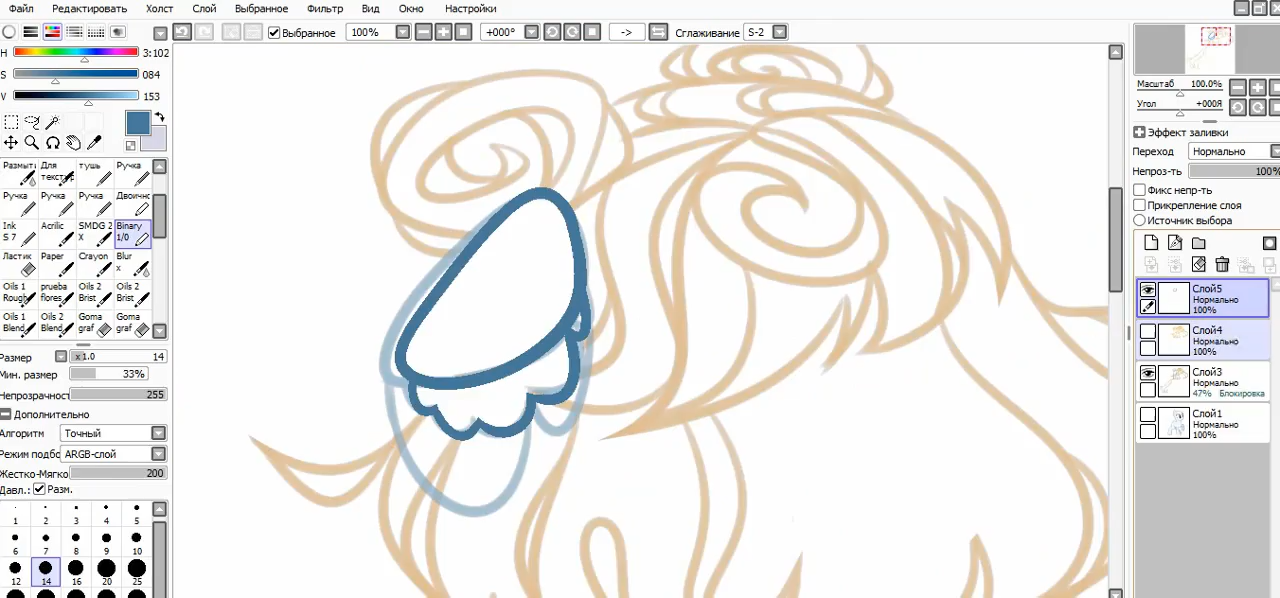 Файл Редактировать Холст Слой Выбранное Фильтр Вид Окно Настройки
Выбранное 100% +000° -> Сглаживание S-2
H 3:102
S 084
V 153
Размыт Для тушь Ручка
текстур
Ручка Ручка Ручка Двоично
Ink Acrilic SMDG 2 Binary
S 7 X 1/0
Ластик Paper Crayon Blur
x
Oils 1 prueba Oils 2 Oils 2
Rough flores Brist Brist
Oils 1 Oils 2 Goma Goma
Blend Blend graf graf
Размер x 1.0 14
Мин. размер 33%
Непрозрачност 255
Дополнительно
Алгоритм Точный
Режим подбо ARGB-слой
Жестко-Мягко 200
Давл.: Разм.
1 2 3 4 5
6 7 8 9 10
12 14 16 20 25
Масштаб 100.0%
Угол +000Я
Эффект заливки
Переход Нормально
Непроз-ть 100%
Фикс непр-ть
Прикрепление слоя
Источник выбора
Слой5
Нормально
100%
Слой4
Нормально
100%
Слой3
Нормально
47% Блокировка
Слой1
Нормально
100%